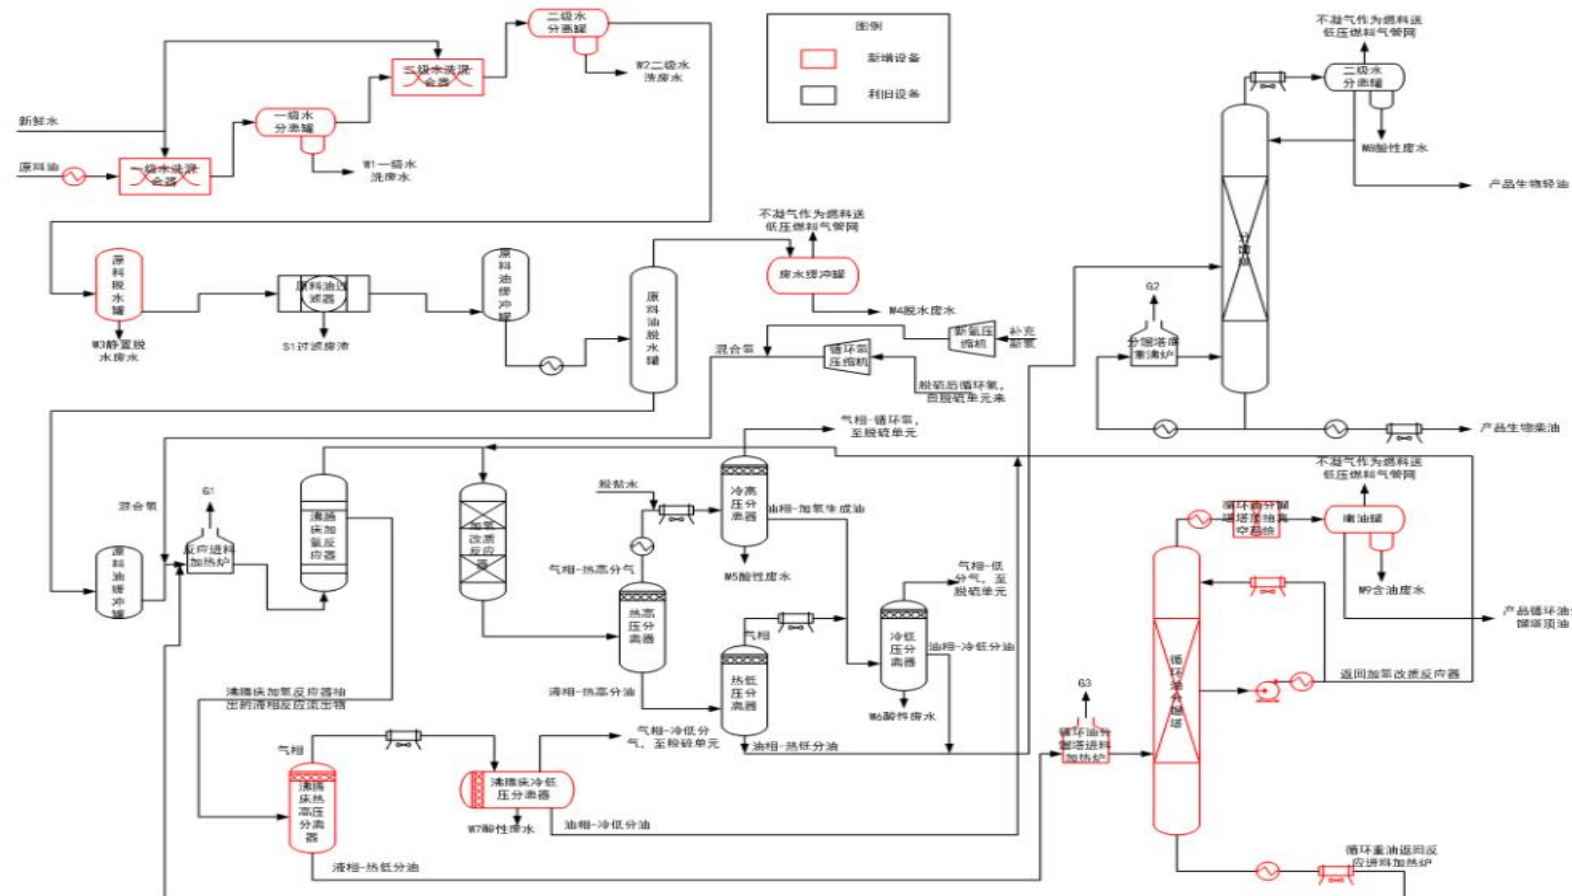 二级水
分离罐
W2二级水
洗废水
二级水洗混
合器
一级水
分离罐
W1一级水
洗废水
新鲜水
原料油
一级水洗混
合器
图例
新增设备
利旧设备
不凝气作为燃料送
低压燃料气管网
二级水
分离罐
W8酸性废水
产品生物轻油
分馏塔
G2
分馏塔底
重沸炉
产品生物柴油
原料脱水罐
W3静置脱
水废水
原料油过
滤器
S1过滤废渣
原料油缓冲罐
原料油脱水罐
不凝气作为燃料送
低压燃料气管网
废水缓冲罐
W4脱水废水
混合氢
新氢压
缩机
补充
新氢
循环氢
压缩机
脱硫后循环氢,
自脱硫单元来
混合氢
G1
反应进料
加热炉
原料油缓冲罐
沸腾床加氢反应器
加氢改质反应器
脱盐水
气相-循环氢,
至脱硫单元
冷高压分离器
油相-加氢生成油
W5酸性废水
气相-热高分气
热高压分离器
液相-热高分油
气相
热低压分离器
油相-热低分油
气相-低
分气, 至
脱硫单元
冷低压分离器
油相-冷低分油
W6酸性废水
沸腾床加氢反应器抽
出的液相反应流出物
气相
沸腾床热高压分离器
液相-热低分油
沸腾床冷低
压分离器
气相-冷低分
气, 至脱硫单元
W7酸性废水
油相-冷低分油
G3
循环油分
馏塔进料
加热炉
循环油分馏塔
循环油分馏
塔塔顶抽真
空系统
不凝气作为燃料送
低压燃料气管网
W9含油废水
产品循环油分
馏塔顶油
返回加氢改质反应器
循环重油返回反
应进料加热炉